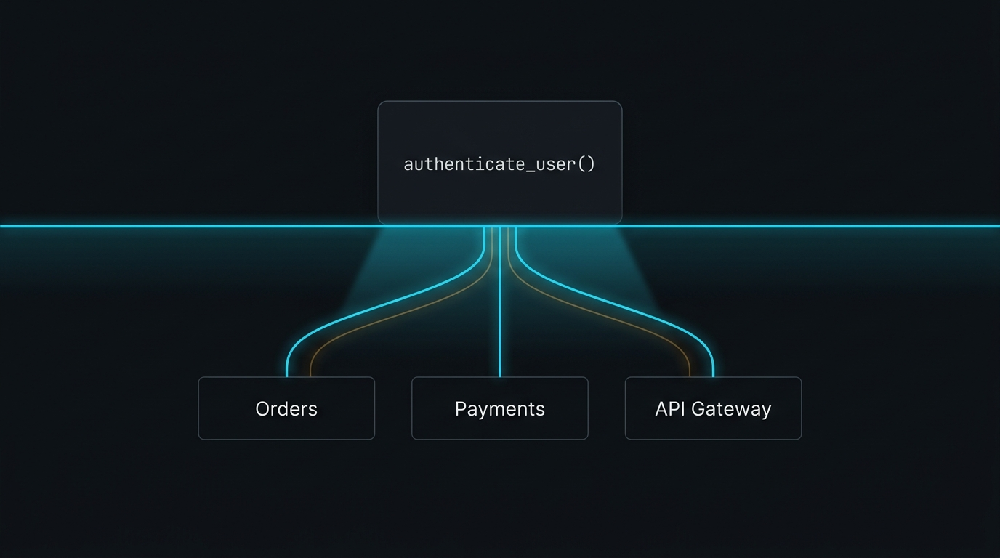 authenticate_user()
Orders
Payments
API Gateway